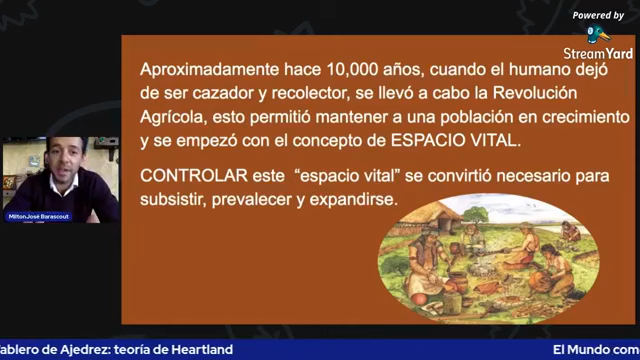 Powered by
StreamYard
Aproximadamente hace 10,000 años, cuando el humano dejó
de ser cazador y recolector, se llevó a cabo la Revolución
Agrícola, esto permitió mantener a una población en crecimiento
y se empezó con el concepto de ESPACIO VITAL.
CONTROLAR este “espacio vital” se convirtió necesario para
subsistir, prevalecer y expandirse.
MiltonJosé Barascout
ablero de Ajedrez: teoría de Heartland
El Mundo com